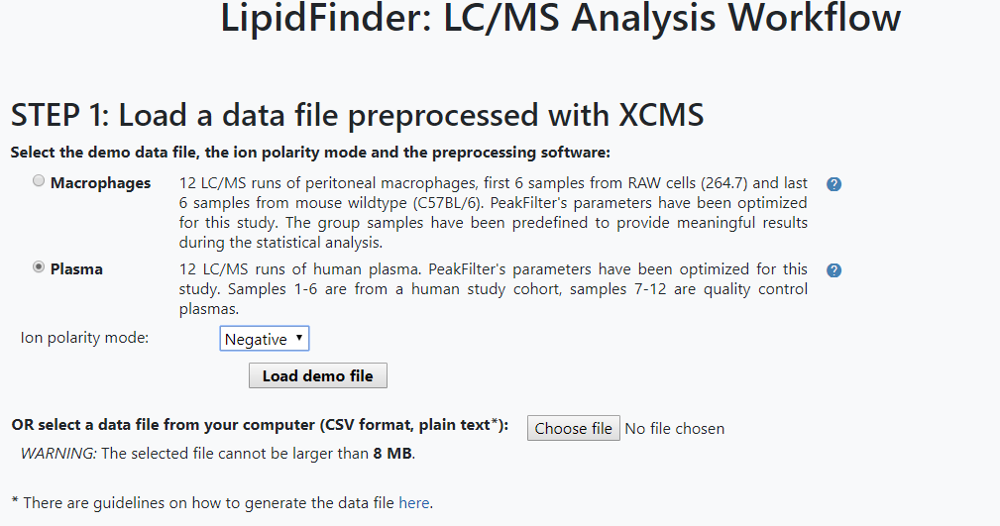 LipidFinder: LC/MS Analysis Workflow
STEP 1: Load a data file preprocessed with XCMS
Select the demo data file, the ion polarity mode and the preprocessing software:
Macrophages 12 LC/MS runs of peritoneal macrophages, first 6 samples from RAW cells (264.7) and last ?
6 samples from mouse wildtype (C57BL/6). PeakFilter's parameters have been optimized
for this study. The group samples have been predefined to provide meaningful results
during the statistical analysis.
Plasma 12 LC/MS runs of human plasma. PeakFilter's parameters have been optimized for this ?
study. Samples 1-6 are from a human study cohort, samples 7-12 are quality control
plasmas.
Ion polarity mode: Negative
Load demo file
OR select a data file from your computer (CSV format, plain text*): Choose file No file chosen
WARNING: The selected file cannot be larger than 8 MB.
* There are guidelines on how to generate the data file here.